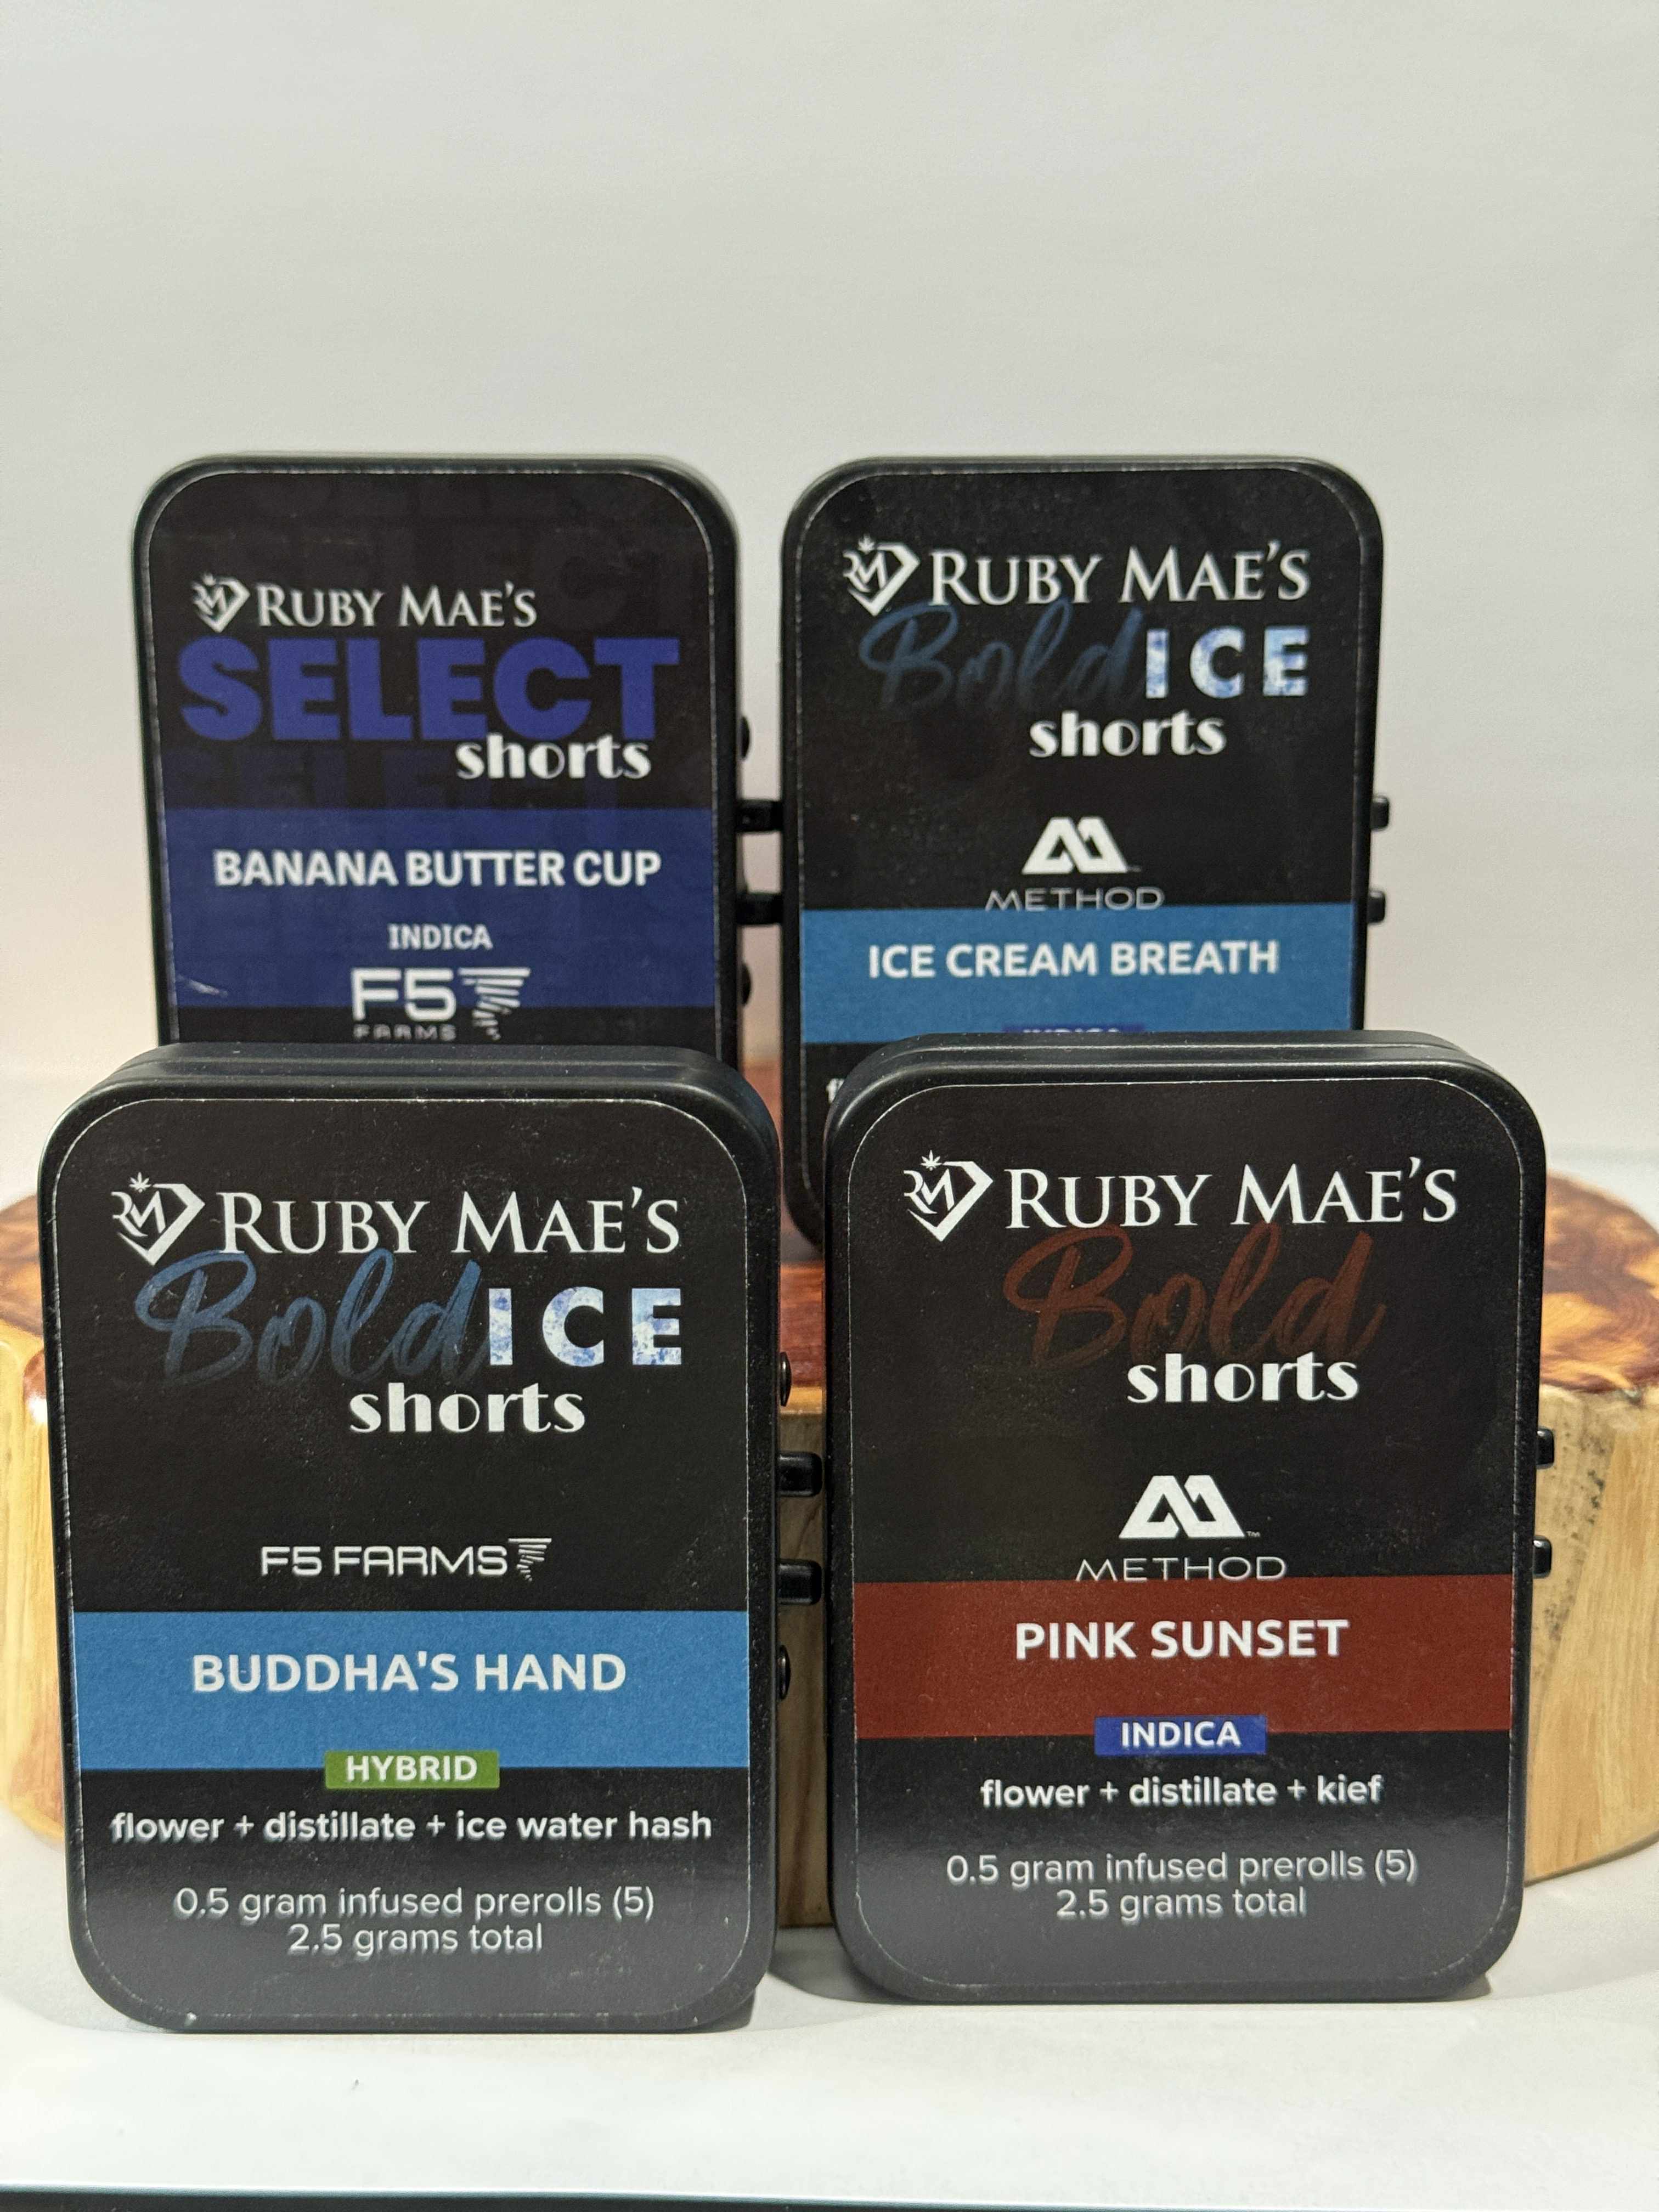 RUBY MAE'S
SELECT
shorts
BANANA BUTTER CUP
INDICA
F5
FARMS
RUBY MAE'S
Bold ICE
shorts
METHOD
ICE CREAM BREATH
INDICA
RUBY MAE'S
Bold ICE
shorts
F5 FARMS
BUDDHA'S HAND
HYBRID
flower + distillate + ice water hash
0.5 gram infused prerolls (5)
2.5 grams total
RUBY MAE'S
Bold
shorts
METHOD
PINK SUNSET
INDICA
flower + distillate + kief
0.5 gram infused prerolls (5)
2.5 grams total